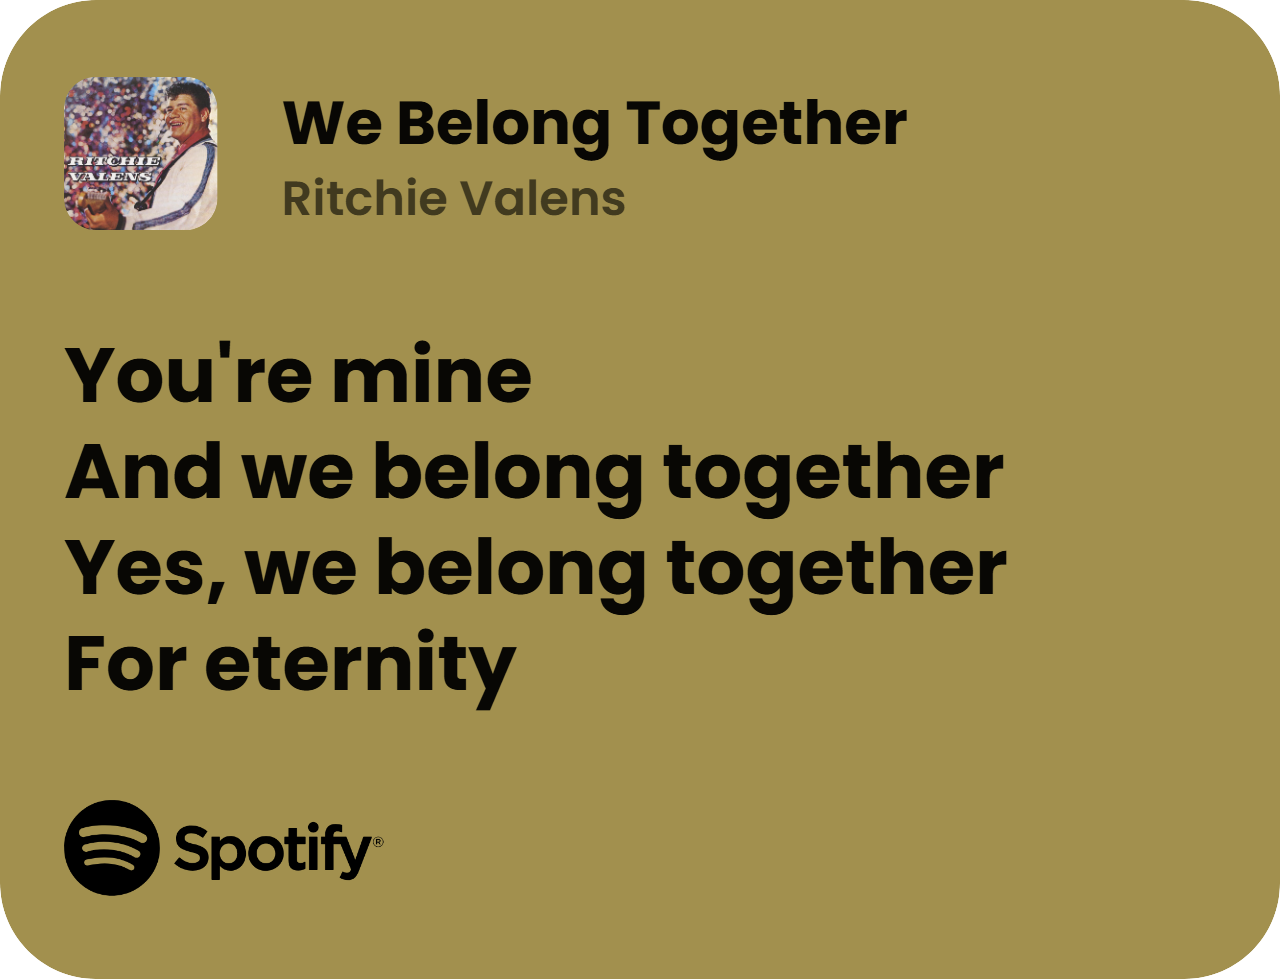 RITCHIE
VALENS
We Belong Together
Ritchie Valens
You're mine
And we belong together
Yes, we belong together
For eternity
Spotify®